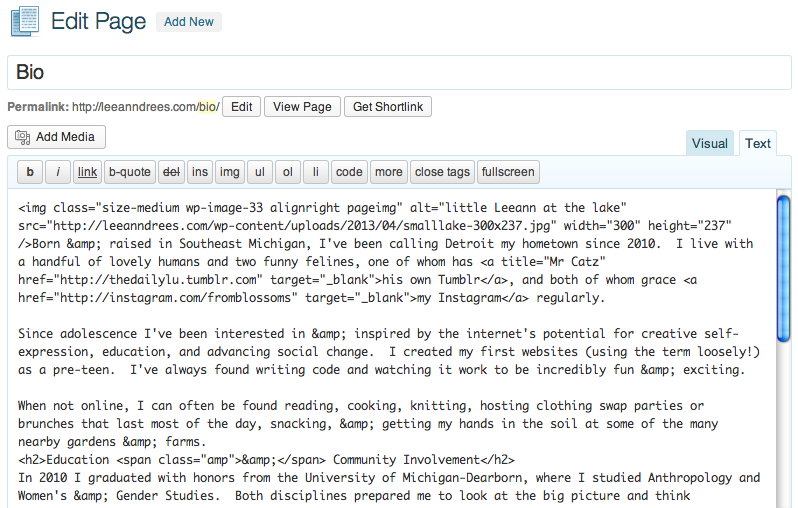 Edit Page Add New
Bio
Permalink: http://leeanndrees.com/bio/ Edit View Page Get Shortlink
Add Media
Visual Text
b i link b-quote del ins img ul ol li code more close tags fullscreen
<img class="size-medium wp-image-33 alignright pageimg" alt="little Leeann at the lake"
src="http://leeanndrees.com/wp-content/uploads/2013/04/smalllake-300x237.jpg" width="300" height="237"
/>Born &amp; raised in Southeast Michigan, I've been calling Detroit my hometown since 2010.  I live with
a handful of lovely humans and two funny felines, one of whom has <a title="Mr Catz"
href="http://thedailylu.tumblr.com" target="_blank">his own Tumblr</a>, and both of whom grace <a
href="http://instagram.com/fromblossoms" target="_blank">my Instagram</a> regularly.
Since adolescence I've been interested in &amp; inspired by the internet's potential for creative self-
expression, education, and advancing social change.  I created my first websites (using the term loosely!)
as a pre-teen.  I've always found writing code and watching it work to be incredibly fun &amp; exciting.
When not online, I can often be found reading, cooking, knitting, hosting clothing swap parties or
brunches that last most of the day, snacking, &amp; getting my hands in the soil at some of the many
nearby gardens &amp; farms.
<h2>Education <span class="amp">&amp;</span> Community Involvement</h2>
In 2010 I graduated with honors from the University of Michigan-Dearborn, where I studied Anthropology and
Women's &amp; Gender Studies.  Both disciplines prepared me to look at the big picture and think